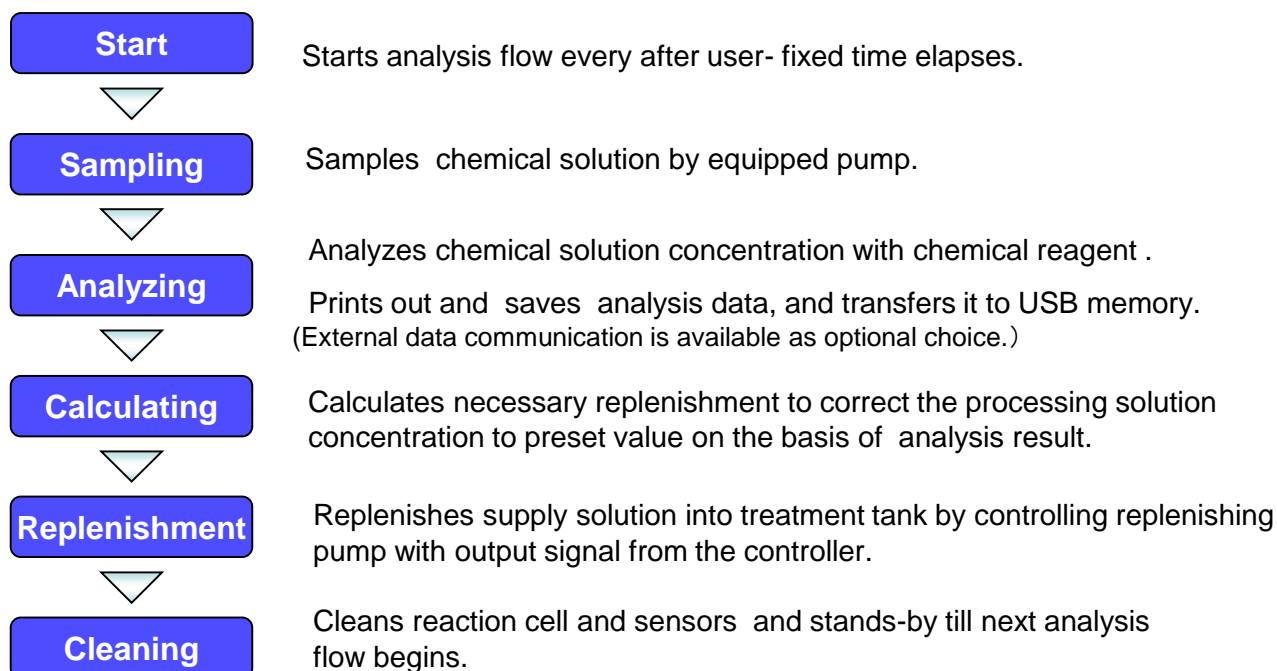 Start
Starts analysis flow every after user- fixed time elapses.
Sampling
Samples chemical solution by equipped pump.
Analyzing
Analyzes chemical solution concentration with chemical reagent .
Prints out and saves analysis data, and transfers it to USB memory.
(External data communication is available as optional choice.）
Calculating
Calculates necessary replenishment to correct the processing solution
concentration to preset value on the basis of analysis result.
Replenishment
Replenishes supply solution into treatment tank by controlling replenishing
pump with output signal from the controller.
Cleaning
Cleans reaction cell and sensors and stands-by till next analysis
flow begins.